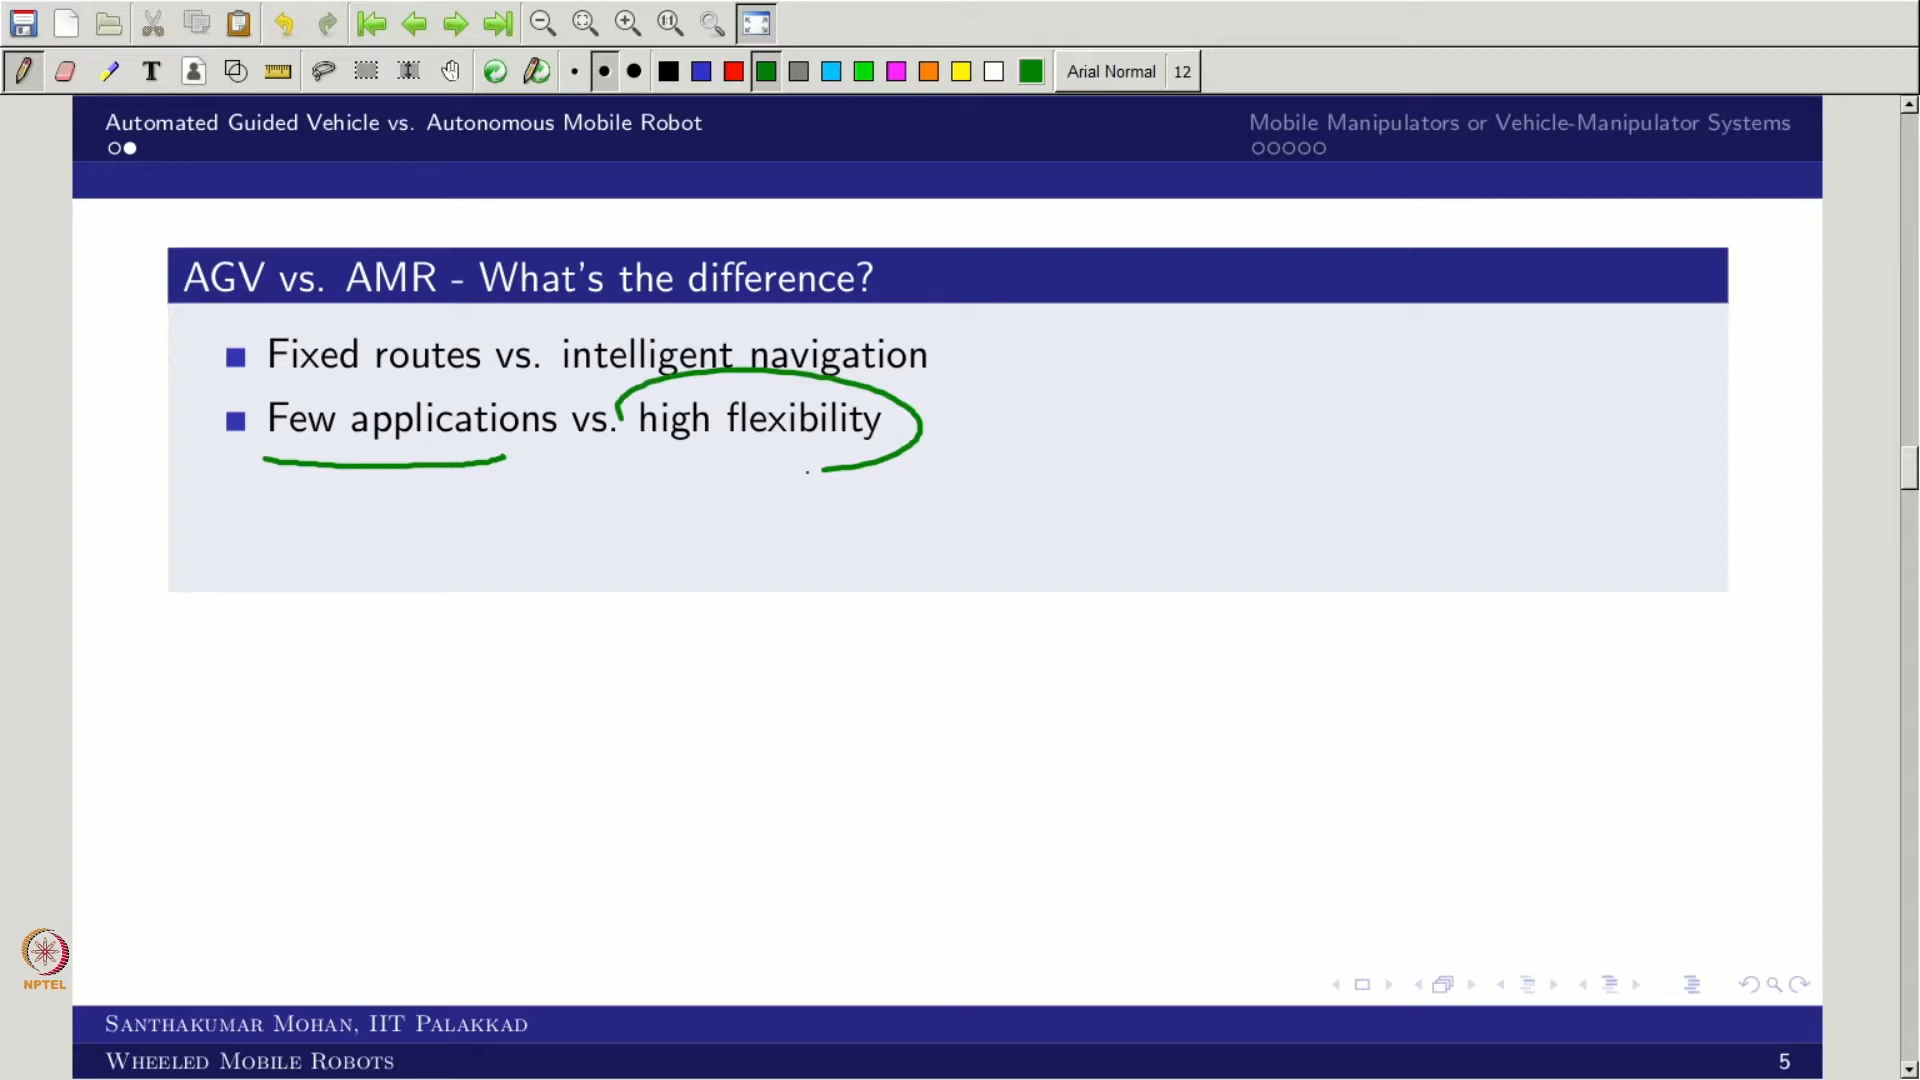 Arial Normal 12
Automated Guided Vehicle vs. Autonomous Mobile Robot
Mobile Manipulators or Vehicle-Manipulator Systems
AGV vs. AMR - What's the difference?
Fixed routes vs. intelligent navigation
Few applications vs. high flexibility
NPTEL
SANTHAKUMAR MOHAN, IIT PALAKKAD
WHEELED MOBILE ROBOTS
5